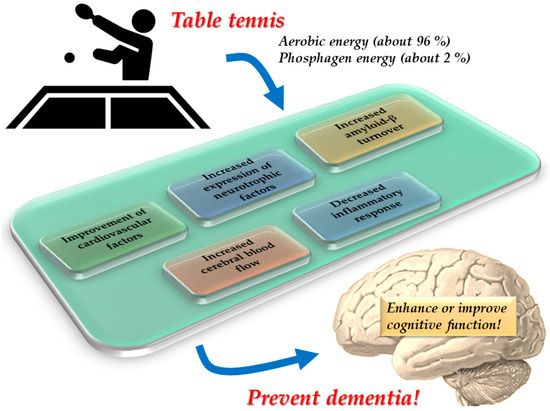 Table tennis
Aerobic energy (about 96 %)
Phosphagen energy (about 2 %)
Increased
amyloid-β
turnover
Increased
expression of
neurotrophic
factors
Decreased
inflammatory
response
Improvement of
cardiovascular
factors
Increased
cerebral blood
flow
Enhance or improve
cognitive function!
Prevent dementia!